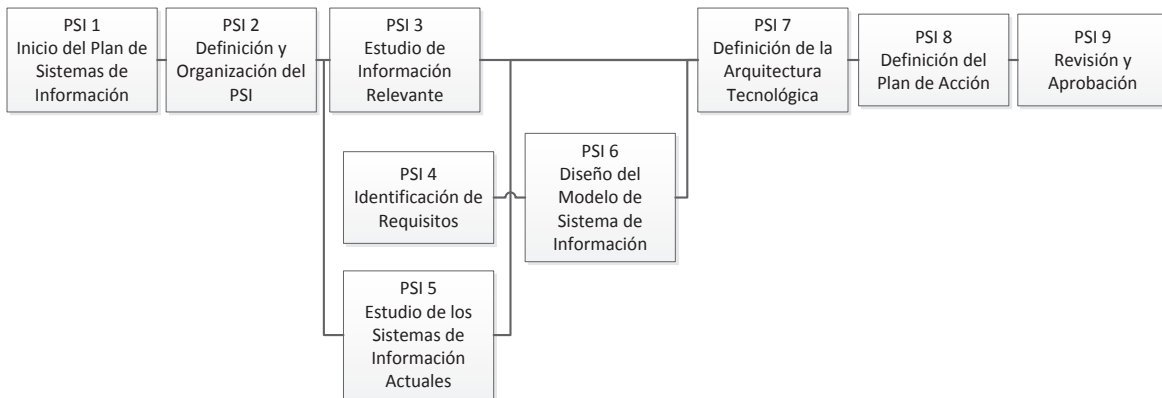 PSI 1
Inicio del Plan de
Sistemas de
Información
PSI 2
Definición y
Organización del
PSI
PSI 3
Estudio de
Información
Relevante
PSI 7
Definición de la
Arquitectura
Tecnológica
PSI 8
Definición del
Plan de Acción
PSI 9
Revisión y
Aprobación
PSI 4
Identificación de
Requisitos
PSI 6
Diseño del
Modelo de
Sistema de
Información
PSI 5
Estudio de los
Sistemas de
Información
Actuales